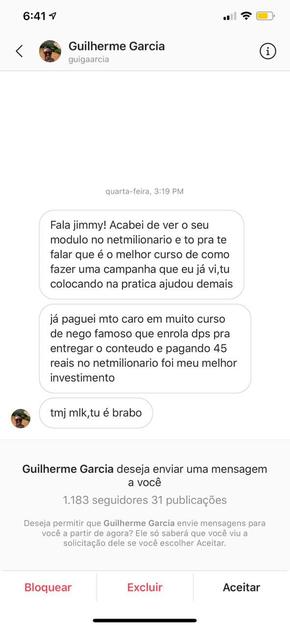 6:41
Guilherme Garcia
guigaarcia
quarta-feira, 3:19 PM
Fala jimmy! Acabei de ver o seu
modulo no netmilionario e to pra te
falar que é o melhor curso de como
fazer uma campanha que eu já vi,tu
colocando na pratica ajudou demais
já paguei mto caro em muito curso
de nego famoso que enrola dps pra
entregar o conteudo e pagando 45
reais no netmilionario foi meu melhor
investimento
tmj mlk,tu é brabo
Guilherme Garcia deseja enviar uma mensagem
a você
1.183 seguidores 31 publicações
Deseja permitir que Guilherme Garcia envie mensagens para
você a partir de agora? Ele só saberá que você viu a
solicitação dele se você escolher Aceitar.
Bloquear Excluir Aceitar